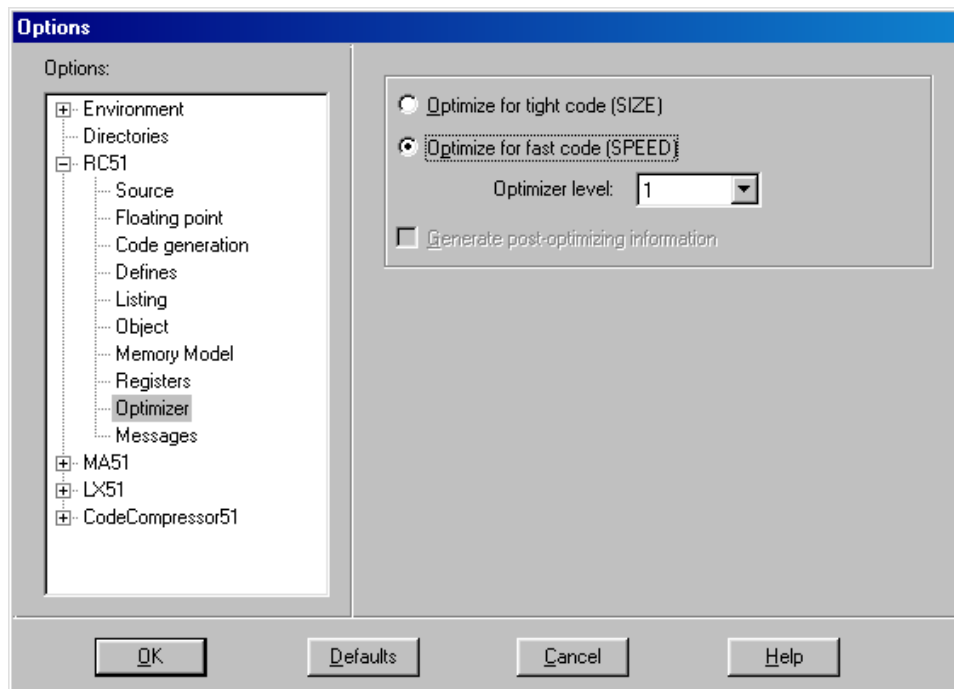 Options
Options:
Environment
Directories
RC51
Source
Floating point
Code generation
Defines
Listing
Object
Memory Model
Registers
Optimizer
Messages
MA51
LX51
CodeCompressor51
Optimize for tight code (SIZE)
Optimize for fast code (SPEED)
Optimizer level: 1
Generate post-optimizing information
OK Defaults Cancel Help